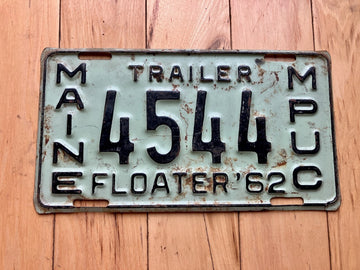 TRAILER
MAINE
4544
MPUC
FLOATER '62